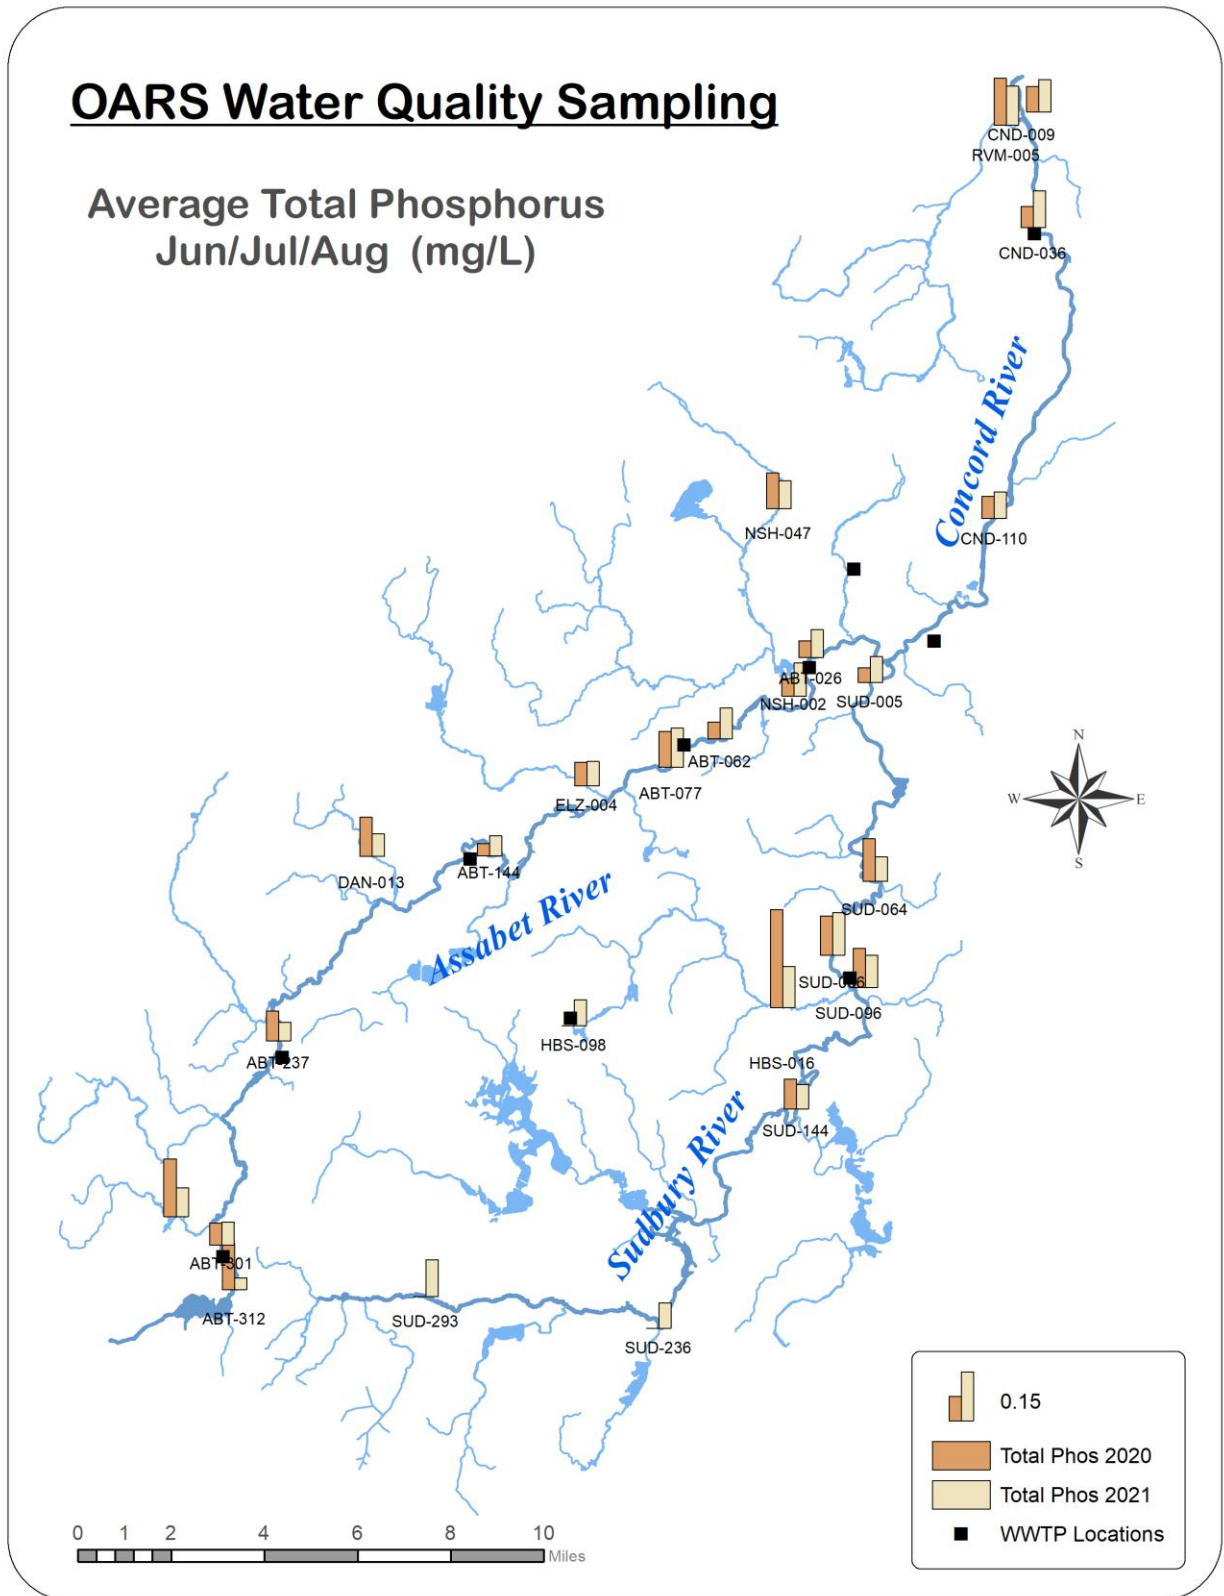 OARS Water Quality Sampling
Average Total Phosphorus
Jun/Jul/Aug (mg/L)
CND-009
RVM-005
CND-036
Concord River
CND-110
NSH-047
ABT-026
NSH-002
SUD-005
ABT-062
ABT-077
ELZ-004
N
W
E
S
DAN-013
ABT-144
SUD-064
Assabet River
SUD-096
HBS-098
ABT-237
HBS-016
SUD-144
Sudbury River
ABT-301
ABT-312
SUD-293
SUD-236
0.15
Total Phos 2020
Total Phos 2021
WWTP Locations
0 1 2 4 6 8 10
Miles